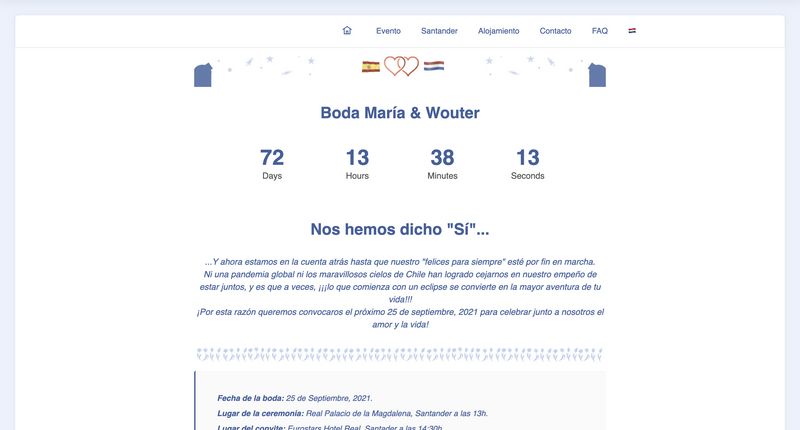 Evento Santander Alojamiento Contacto FAQ
Boda María & Wouter
72 13 38 13
Days Hours Minutes Seconds
Nos hemos dicho "Sí"...
...Y ahora estamos en la cuenta atrás hasta que nuestro "felices para siempre" esté por fin en marcha.
Ni una pandemia global ni los maravillosos cielos de Chile han logrado cejarnos en nuestro empeño de
estar juntos, y es que a veces, ¡¡¡lo que comienza con un eclipse se convierte en la mayor aventura de tu
vida!!!
¡Por esta razón queremos convocaros el próximo 25 de septiembre, 2021 para celebrar junto a nosotros el
amor y la vida!
Fecha de la boda: 25 de Septiembre, 2021.
Lugar de la ceremonia: Real Palacio de la Magdalena, Santander a las 13h.
Lugar del convite: Eurostars Hotel Real, Santader a las 14:30h.